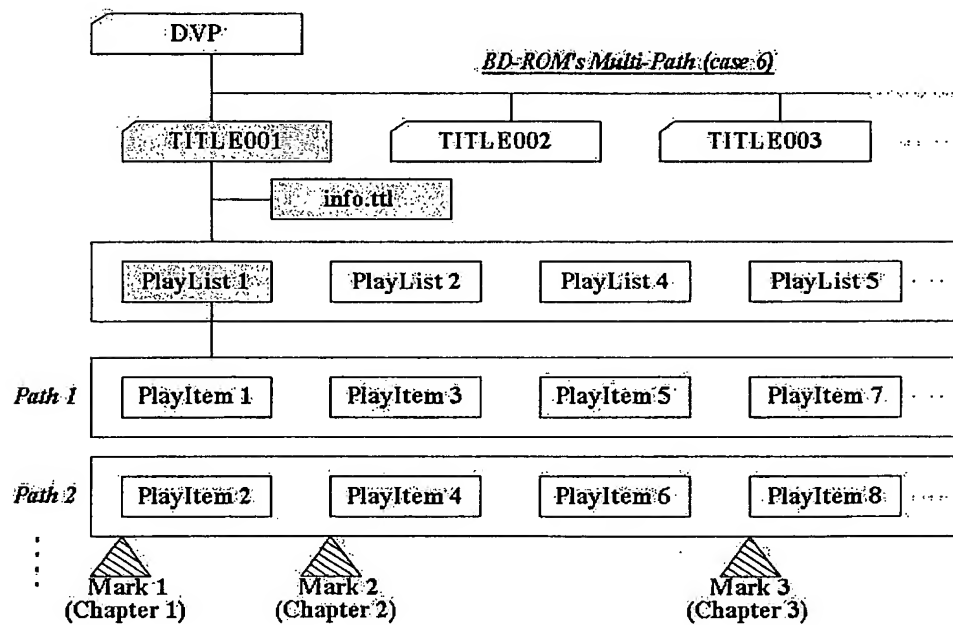 DVP
BD-ROM's Multi-Path (case 6)
TITLE001
TITLE002
TITLE003
info.ttl
PlayList 1
PlayList 2
PlayList 4
PlayList 5
Path 1
PlayItem 1
PlayItem 3
PlayItem 5
PlayItem 7
Path 2
PlayItem 2
PlayItem 4
PlayItem 6
PlayItem 8
Mark 1
(Chapter 1)
Mark 2
(Chapter 2)
Mark 3
(Chapter 3)